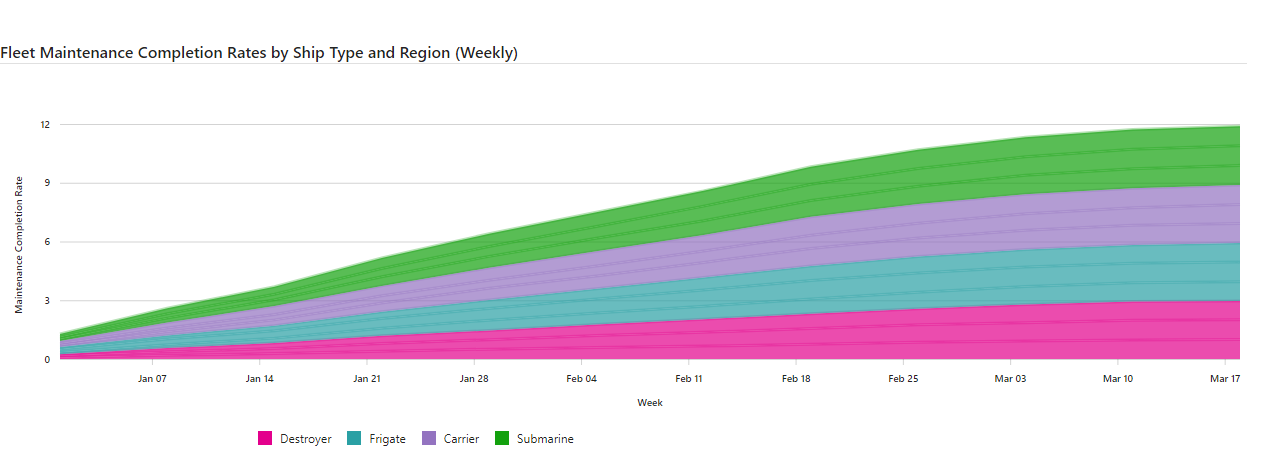 Fleet Maintenance Completion Rates by Ship Type and Region (Weekly)
12
9
6
3
0
Maintenance Completion Rate
Jan 07 Jan 14 Jan 21 Jan 28 Feb 04 Feb 11 Feb 18 Feb 25 Mar 03 Mar 10 Mar 17
Week
Destroyer Frigate Carrier Submarine